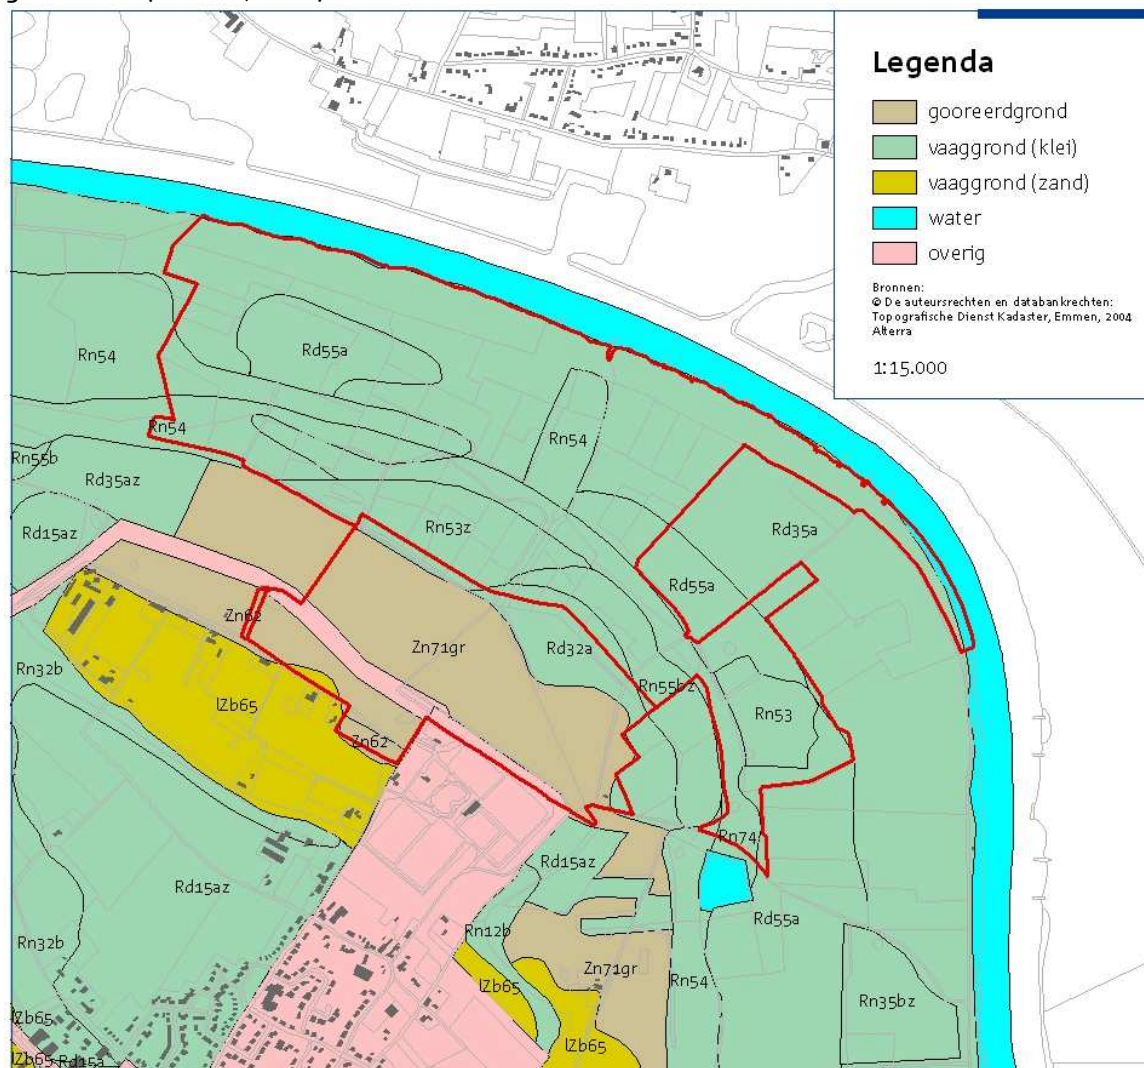 Legenda
gooreerdgrond
vaaggrond (klei)
vaaggrond (zand)
water
overig
Bronnen:
© De auteursrechten en databankrechten:
Topografische Dienst Kadaster, Emmen, 2004
Alterra
1:15.000
Rn54
Rd55a
Rn54
Rn54
Rn55b
Rd35az
Rn53z
Rd35a
Rd15az
Rd55a
Zn62
Zn71gr
Rd32a
Rn32b
Rn55bz
lZb65
Rn53
Zn62
Rn74
Rd15az
Rd15az
Rd55a
Rn32b
Rn12b
Zn71gr
Rn54
lZb65
Rn35bz
lZb65
lZb65
lZb65
Rd15a